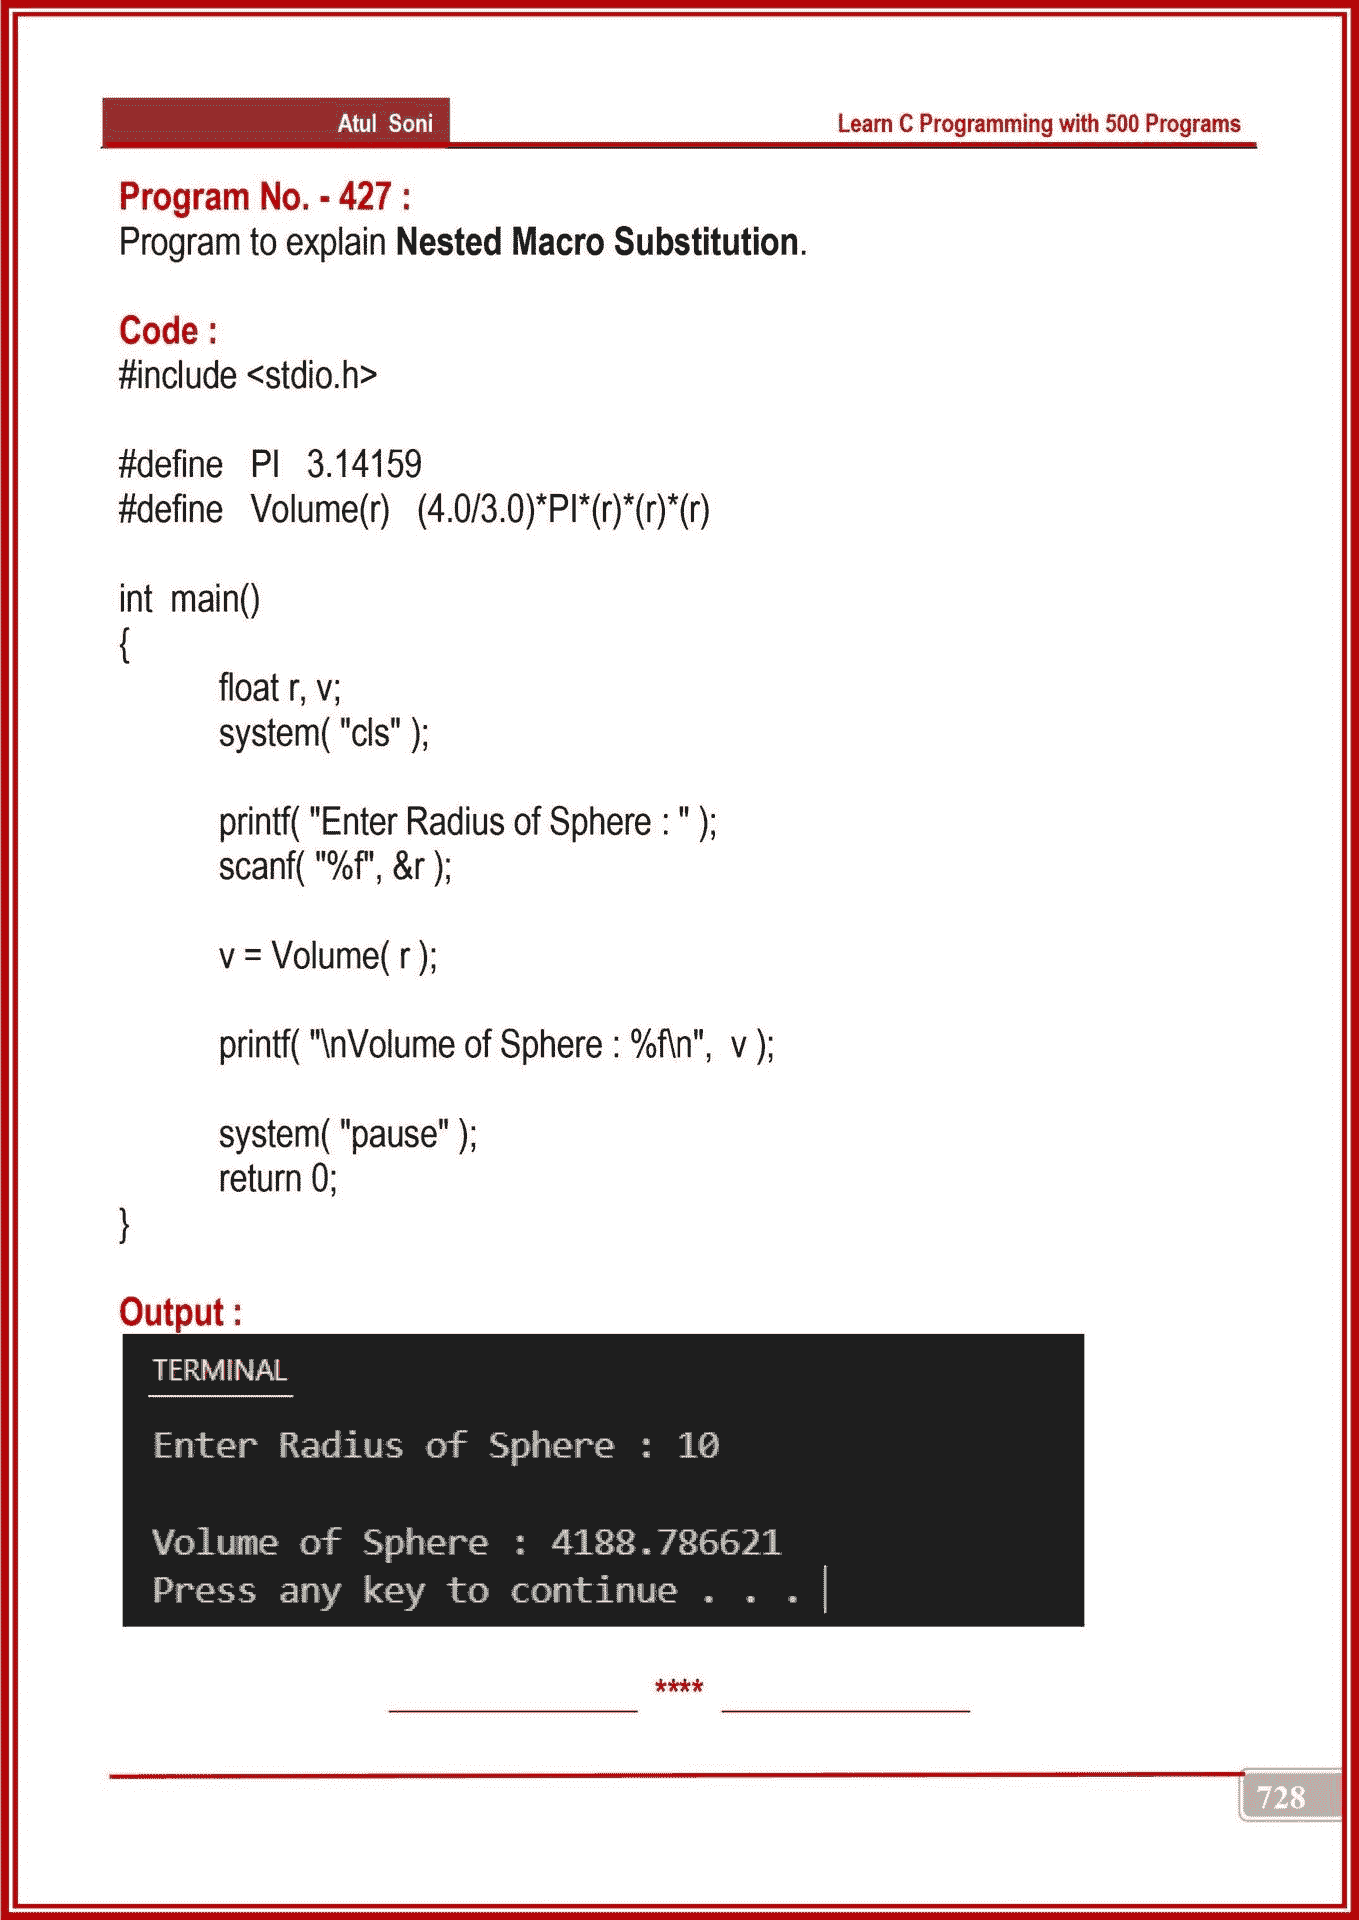 Atul Soni
Learn C Programming with 500 Programs
Program No. - 427 :
Program to explain Nested Macro Substitution.
Code :
#include <stdio.h>
#define PI 3.14159
#define Volume(r) (4.0/3.0)*PI*(r)*(r)*(r)
int main()
{
float r, v;
system( "cls" );
printf( "Enter Radius of Sphere : " );
scanf( "%f", &r );
v = Volume( r );
printf( "\nVolume of Sphere : %f\n", v );
system( "pause" );
return 0;
}
Output :
TERMINAL
Enter Radius of Sphere : 10
Volume of Sphere : 4188.786621
Press any key to continue . . .
****
728